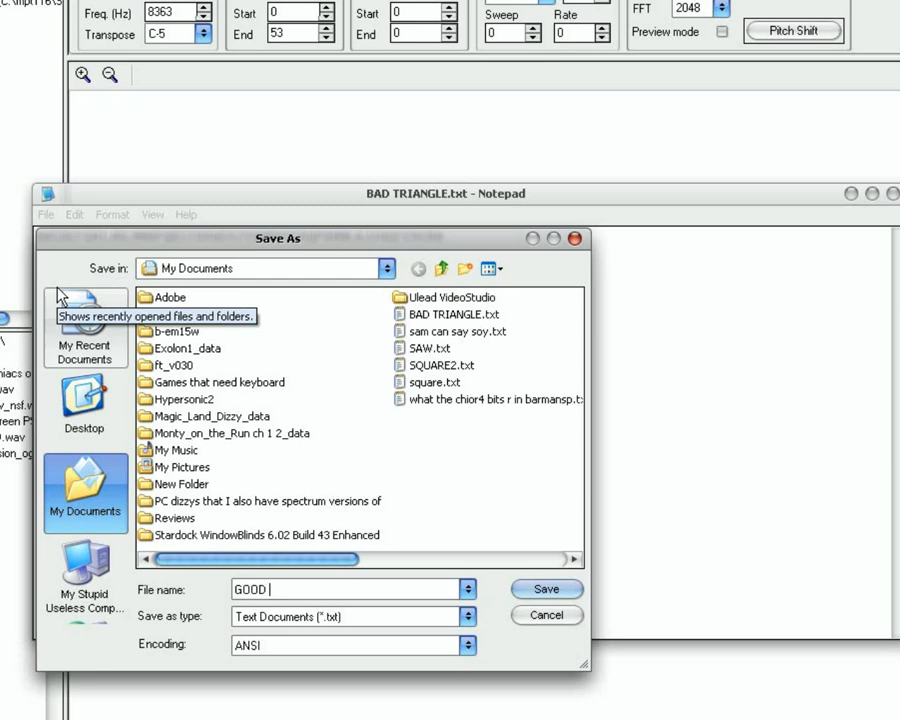 Freq. (Hz) 8363 Start 0 Start 0 Sweep Rate FFT 2048
Transpose C-5 End 53 End 0 0 0 Preview mode Pitch Shift
BAD TRIANGLE.txt - Notepad
File Edit Format View Help
Save As
Save in: My Documents
Shows recently opened files and folders.
My Recent
Documents
Desktop
My Documents
My Stupid
Useless Comp...
Adobe
b-em15w
Exolon1_data
ft_v030
Games that need keyboard
Hypersonic2
Magic_Land_Dizzy_data
Monty_on_the_Run ch 1 2_data
My Music
My Pictures
New Folder
PC dizzys that I also have spectrum versions of
Reviews
Stardock WindowBlinds 6.02 Build 43 Enhanced
Ulead VideoStudio
BAD TRIANGLE.txt
sam can say soy.txt
SAW.txt
SQUARE2.txt
square.txt
what the chior4 bits r in barmansp.t
File name: GOOD
Save as type: Text Documents (*.txt)
Encoding: ANSI
Save
Cancel